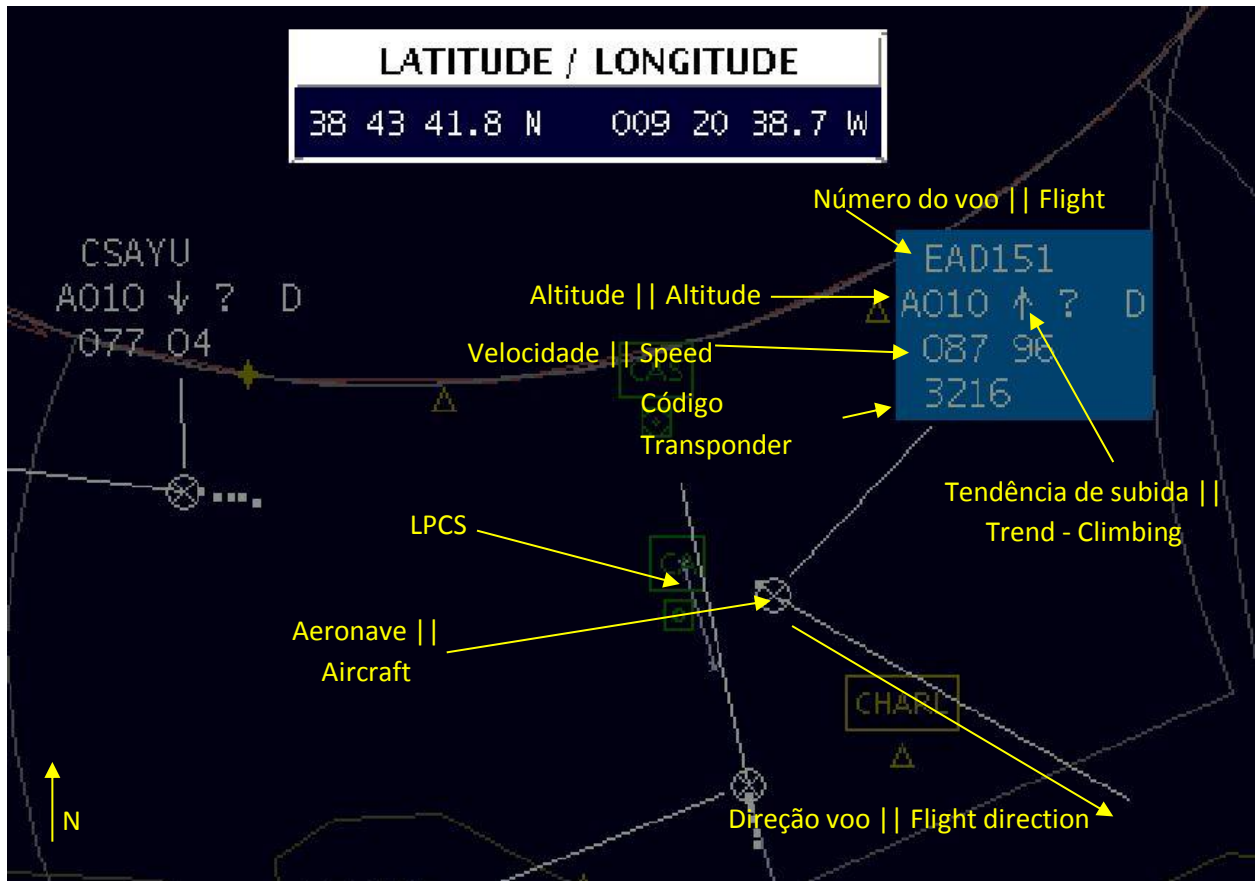 LATITUDE / LONGITUDE
38 43 41.8 N 009 20 38.7 W
Número do voo || Flight
CSAYU
A010 ↓ ? D
077 04
EAD151
A010 ↑ ? D
087 96
3216
Altitude || Altitude
Velocidade || Speed
CAS
Código
Transponder
Tendência de subida ||
Trend - Climbing
LPCS
CA
Aeronave ||
Aircraft
CHARL
Direção voo || Flight direction
N